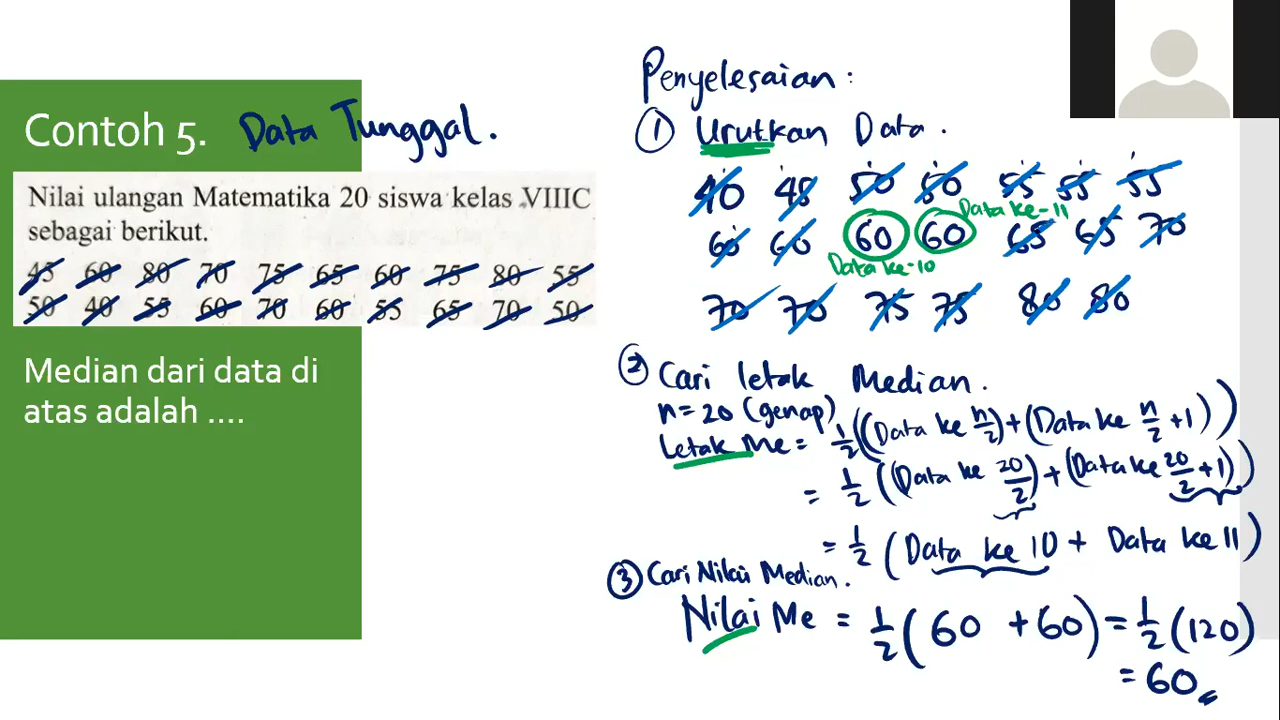 Contoh 5. Data Tunggal.
Nilai ulangan Matematika 20 siswa kelas VIIIC
sebagai berikut.
45 60 80 70 75 65 60 75 80 55
50 40 55 60 70 60 55 65 70 50
Median dari data di
atas adalah ....
Penyelesaian :
① Urutkan Data.
40 45 50 50 55 55 55
Data ke-11
60 60 60 60 65 65 70
Data ke-10
70 70 75 75 80 80
② Cari letak Median.
n=20 (genap)
Letak Me = 1/2 ((Data ke n/2)+(Data ke n/2+1))
= 1/2 ((Data ke 20/2)+(Data ke 20/2+1))
= 1/2 (Data ke 10 + Data ke 11)
③ Cari Nilai Median.
Nilai Me = 1/2 (60 + 60) = 1/2 (120)
= 60